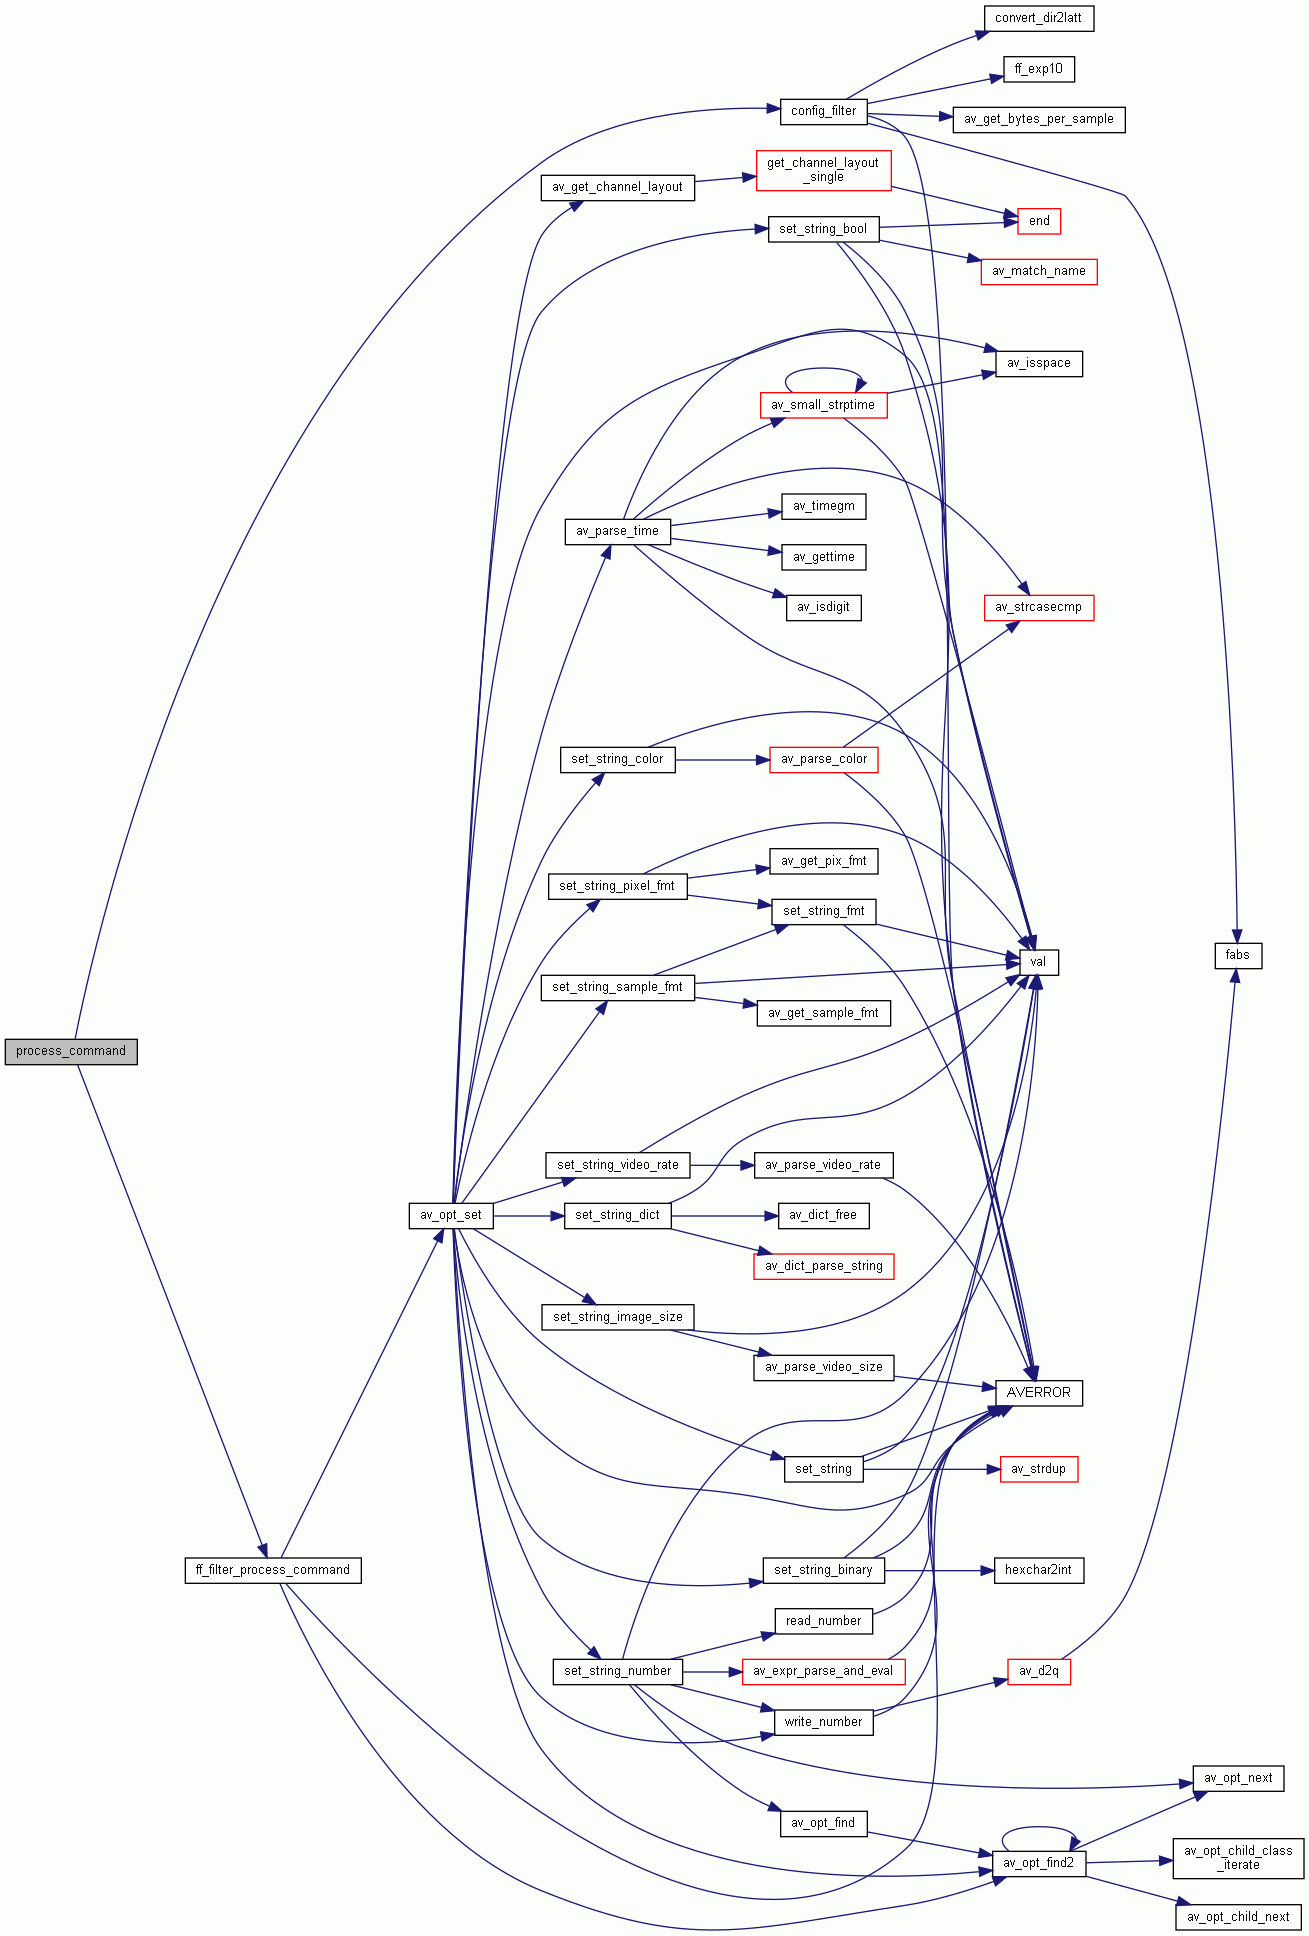 convert_dir2latt
ff_exp10
config_filter
av_get_bytes_per_sample
get_channel_layout
_single
av_get_channel_layout
end
set_string_bool
av_match_name
av_isspace
av_small_strptime
av_timegm
av_parse_time
av_gettime
av_isdigit
av_strcasecmp
set_string_color
av_parse_color
av_get_pix_fmt
set_string_pixel_fmt
set_string_fmt
fabs
val
set_string_sample_fmt
av_get_sample_fmt
process_command
set_string_video_rate
av_parse_video_rate
av_opt_set
set_string_dict
av_dict_free
av_dict_parse_string
set_string_image_size
av_parse_video_size
AVERROR
set_string
av_strdup
ff_filter_process_command
set_string_binary
hexchar2int
read_number
set_string_number
av_expr_parse_and_eval
av_d2q
write_number
av_opt_next
av_opt_find
av_opt_child_class
_iterate
av_opt_find2
av_opt_child_next